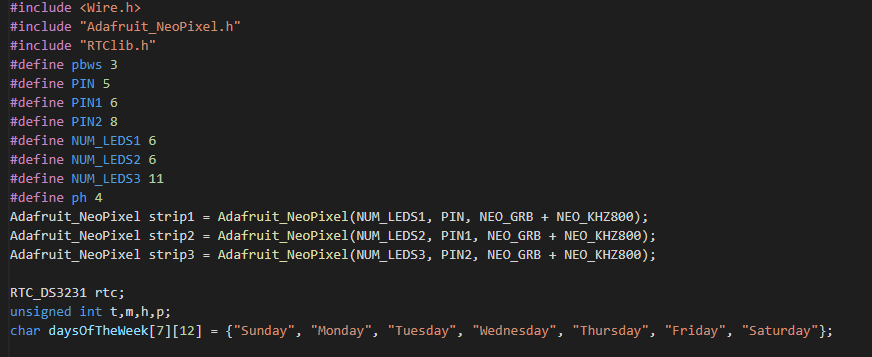 #include <Wire.h>
#include "Adafruit_NeoPixel.h"
#include "RTClib.h"
#define pbws 3
#define PIN 5
#define PIN1 6
#define PIN2 8
#define NUM_LEDS1 6
#define NUM_LEDS2 6
#define NUM_LEDS3 11
#define ph 4
Adafruit_NeoPixel strip1 = Adafruit_NeoPixel(NUM_LEDS1, PIN, NEO_GRB + NEO_KHZ800);
Adafruit_NeoPixel strip2 = Adafruit_NeoPixel(NUM_LEDS2, PIN1, NEO_GRB + NEO_KHZ800);
Adafruit_NeoPixel strip3 = Adafruit_NeoPixel(NUM_LEDS3, PIN2, NEO_GRB + NEO_KHZ800);
RTC_DS3231 rtc;
unsigned int t,m,h,p;
char daysOfTheWeek[7][12] = {"Sunday", "Monday", "Tuesday", "Wednesday", "Thursday", "Friday", "Saturday"};